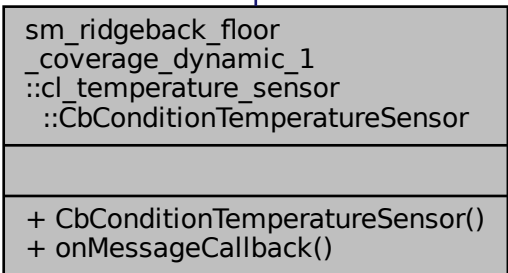 sm_ridgeback_floor
_coverage_dynamic_1
::cl_temperature_sensor
::CbConditionTemperatureSensor
+ CbConditionTemperatureSensor()
+ onMessageCallback()